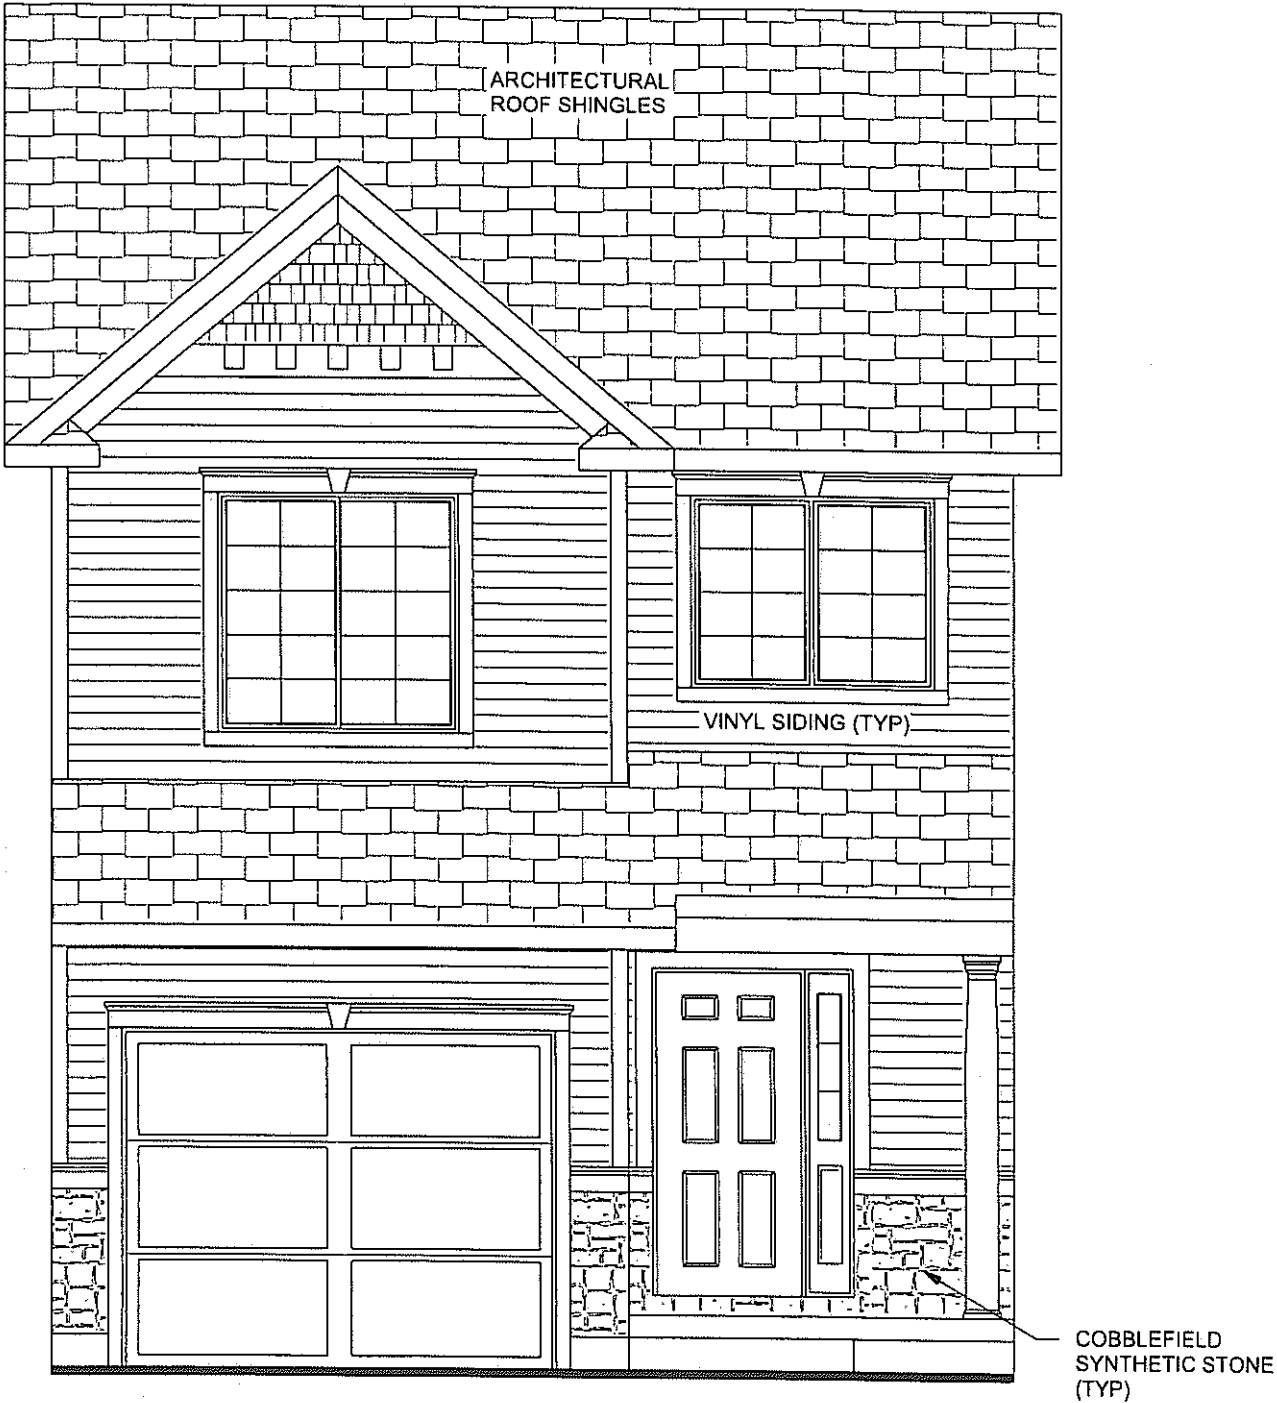 ARCHITECTURAL
ROOF SHINGLES
VINYL SIDING (TYP)
COBBLEFIELD
SYNTHETIC STONE
(TYP)